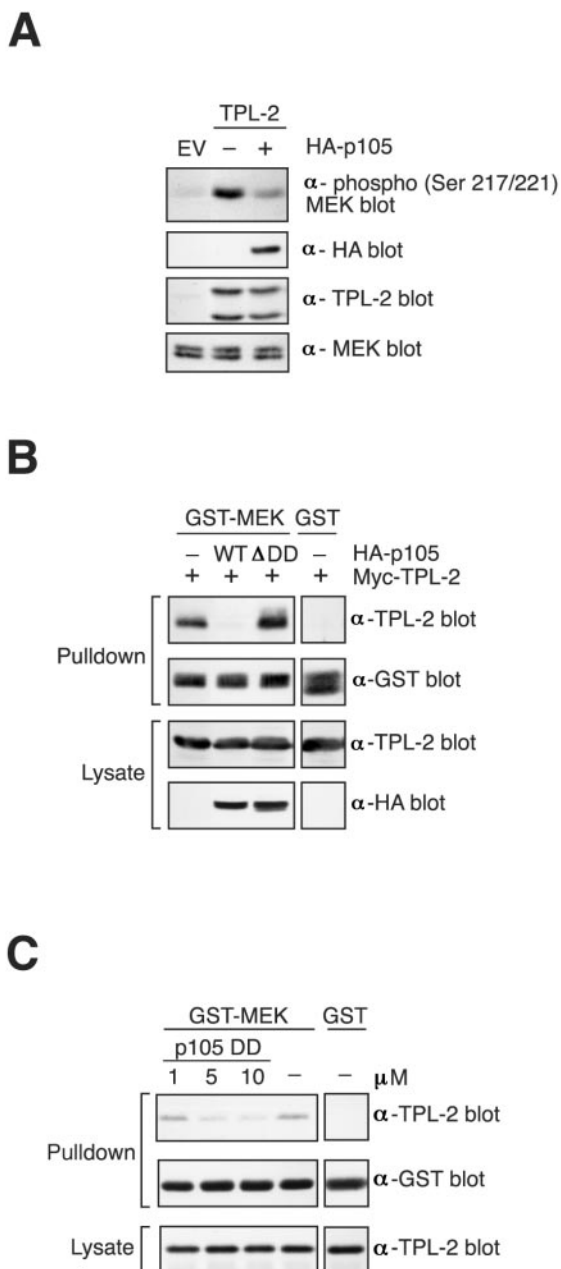 A
TPL-2
EV – + HA-p105
α- phospho (Ser 217/221)
MEK blot
α- HA blot
α- TPL-2 blot
α- MEK blot
B
GST-MEK GST
– WT ΔDD – HA-p105
+ + + + Myc-TPL-2
Pulldown
α-TPL-2 blot
α-GST blot
Lysate
α-TPL-2 blot
α-HA blot
C
GST-MEK GST
p105 DD
1 5 10 – – μM
Pulldown
α-TPL-2 blot
α-GST blot
Lysate
α-TPL-2 blot